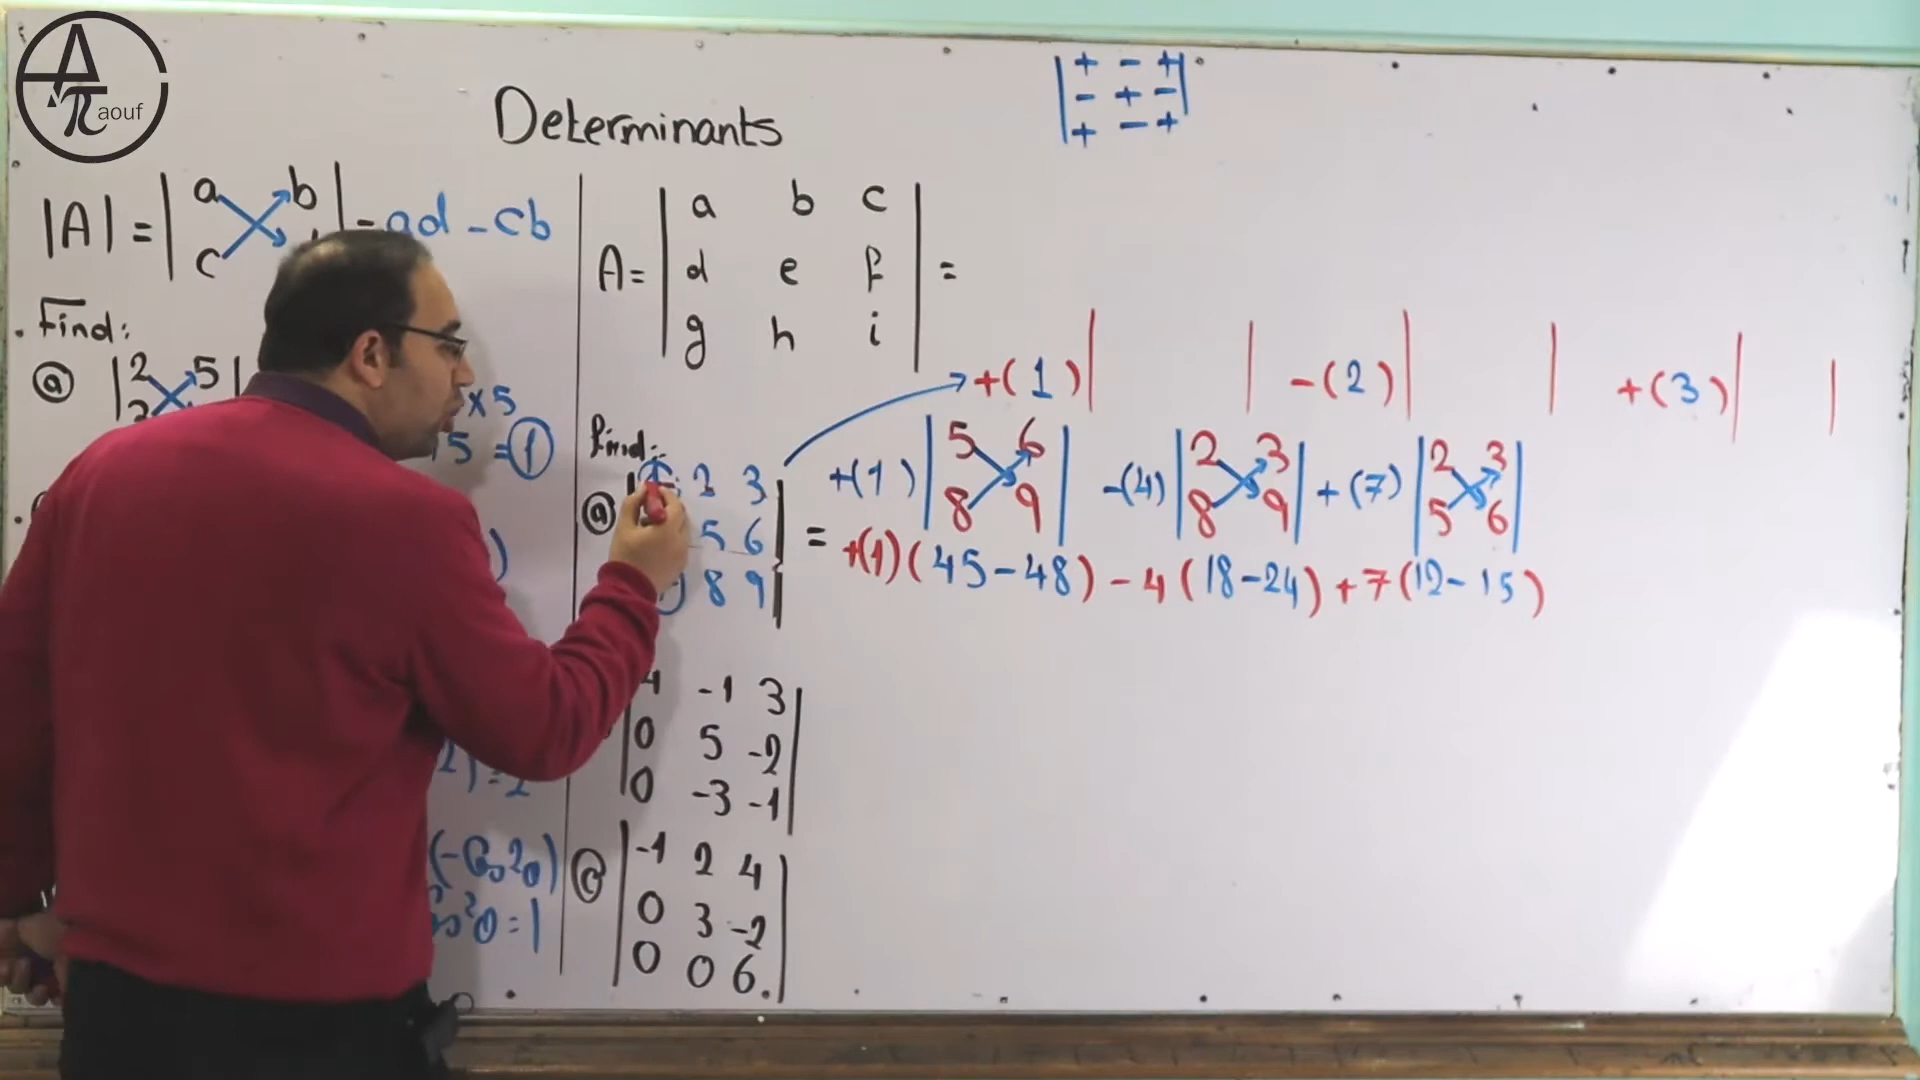 aouf
Determinants
+ - +
- + -
+ - +
|A| = | a b | = ad - cb
c
Find:
ⓐ | 2 5 |
x 5
5 = 1
A = | a b c | =
d e f
g h i
+(1) | | -(2) | | +(3) | |
Find:
ⓐ 2 3
5 6
8 9
+(1) | 5 6 | -(4) | 2 3 | + (7) | 2 3 |
8 9 8 9 5 6
= +(1)(45-48) - 4(18-24) + 7(12-15)
4 -1 3
0 5 -2
0 -3 -1
ⓒ | -1 2 4 |
0 3 -2
0 0 6